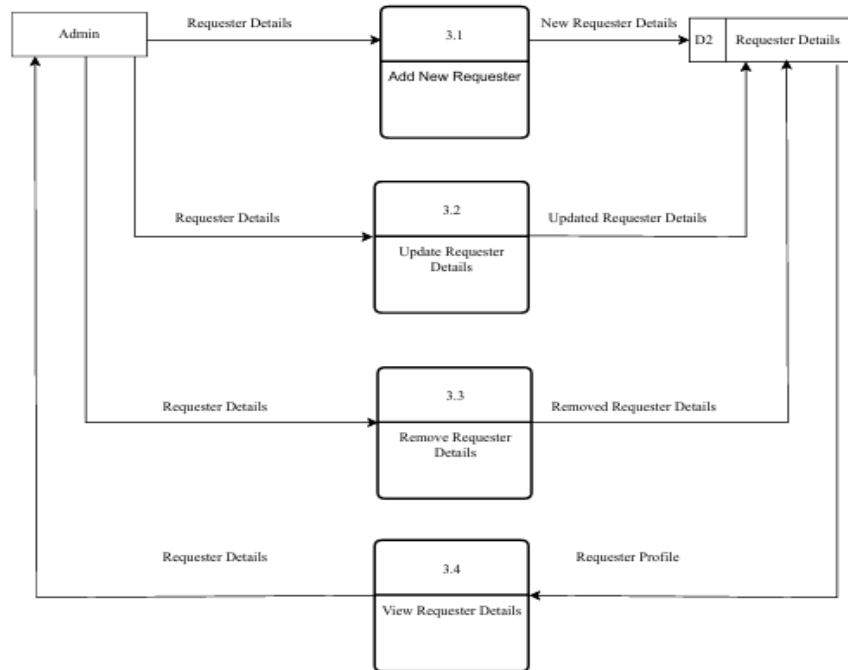 Admin
Requester Details
3.1
Add New Requester
New Requester Details
D2
Requester Details
Requester Details
3.2
Update Requester
Details
Updated Requester Details
Requester Details
3.3
Remove Requester
Details
Removed Requester Details
Requester Details
3.4
View Requester Details
Requester Profile